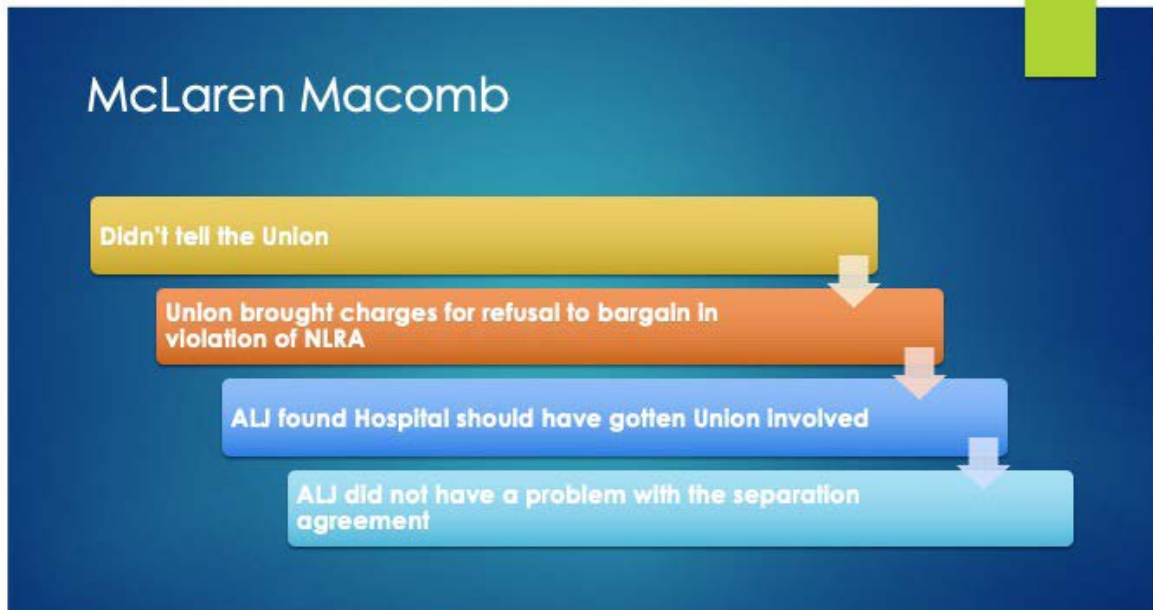 McLaren Macomb
Didn't tell the Union
Union brought charges for refusal to bargain in
violation of NLRA
ALJ found Hospital should have gotten Union involved
ALJ did not have a problem with the separation
agreement